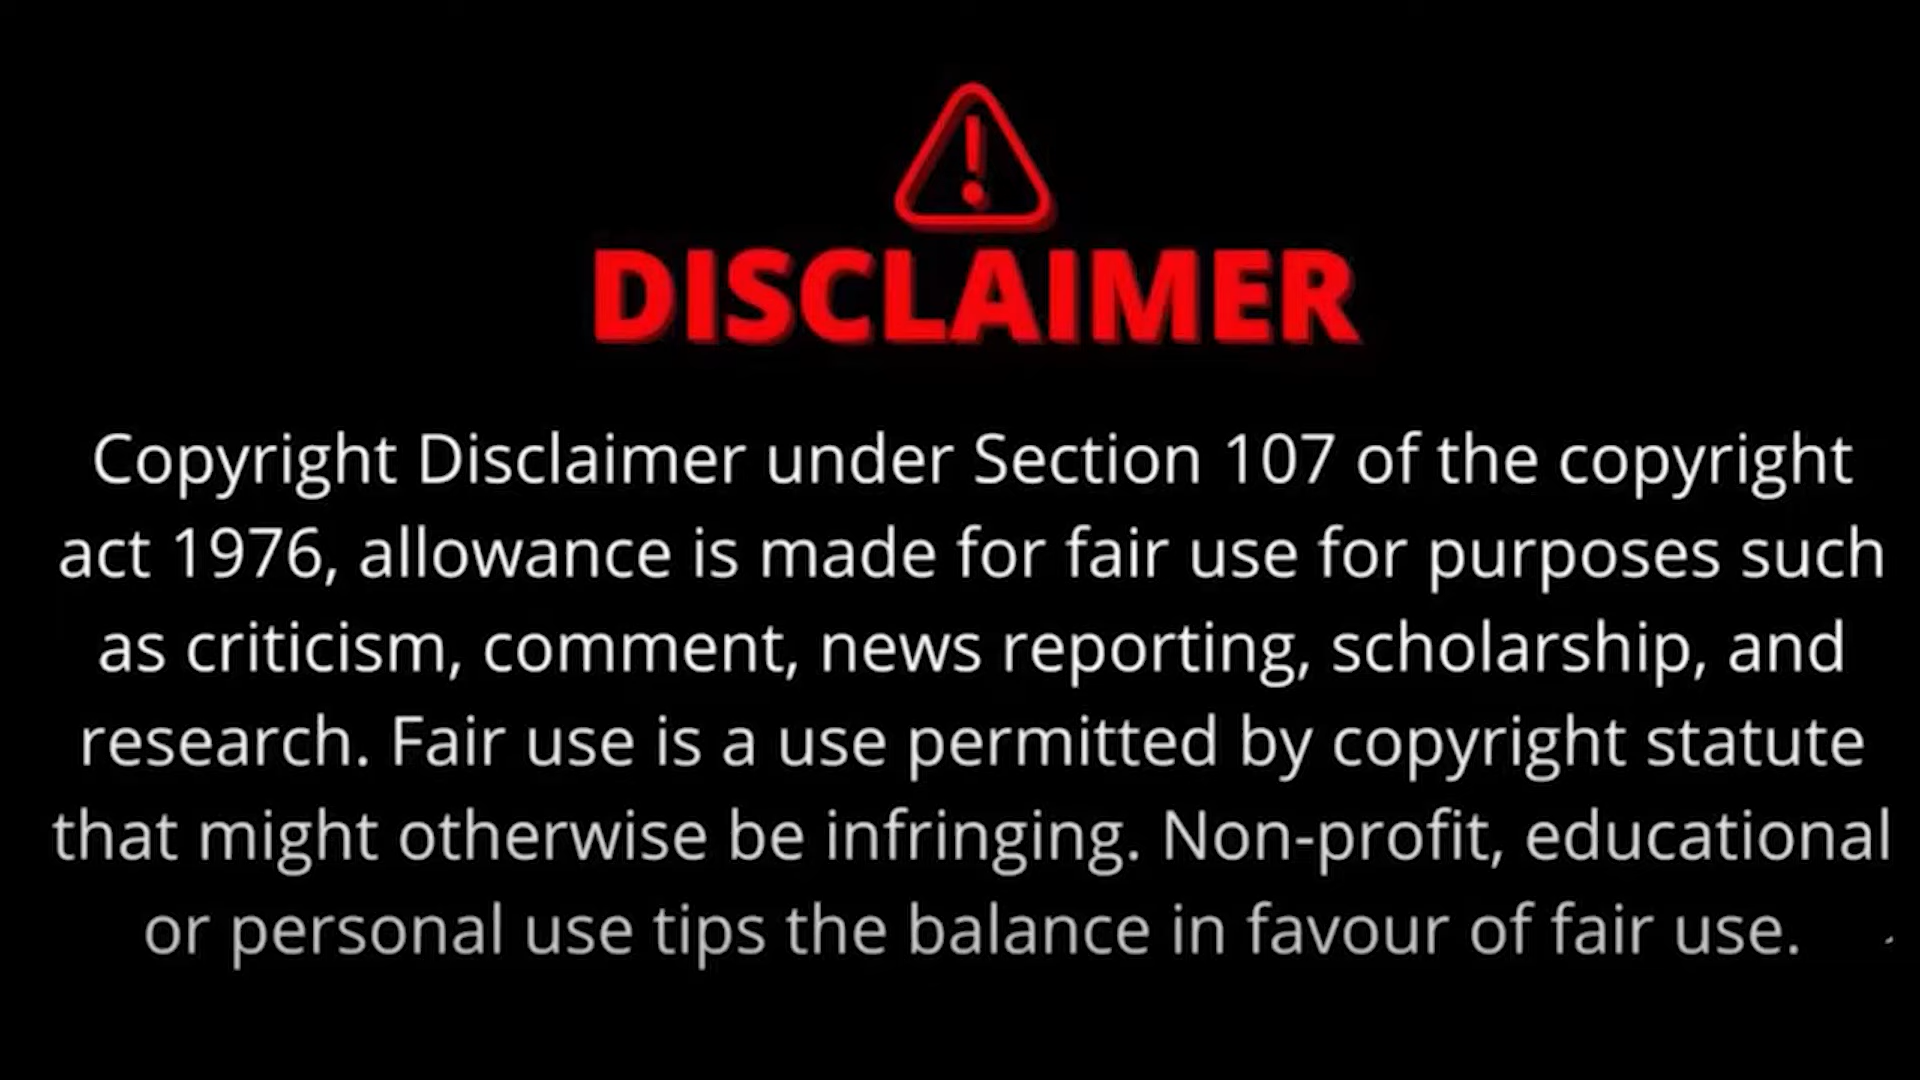 DISCLAIMER
Copyright Disclaimer under Section 107 of the copyright
act 1976, allowance is made for fair use for purposes such
as criticism, comment, news reporting, scholarship, and
research. Fair use is a use permitted by copyright statute
that might otherwise be infringing. Non-profit, educational
or personal use tips the balance in favour of fair use.